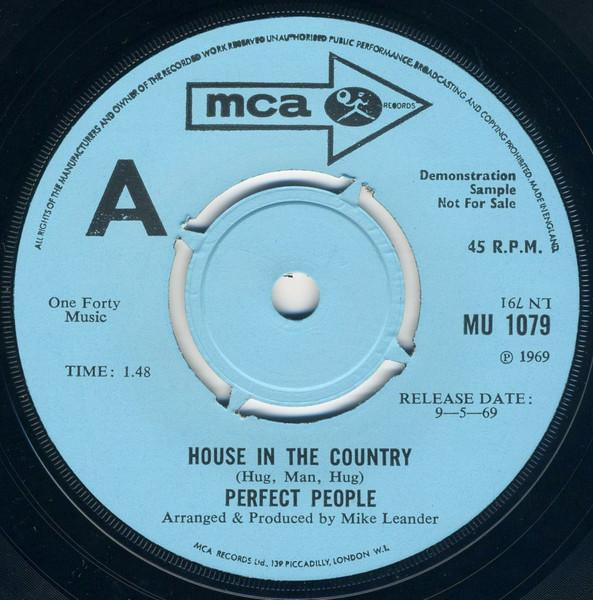 ALL RIGHTS OF THE MANUFACTURERS AND OWNER OF THE RECORDED WORK RESERVED UNAUTHORISED PUBLIC PERFORMANCE, BROADCASTING AND COPYING PROHIBITED. MADE IN ENGLAND
mca RECORDS
A
Demonstration
Sample
Not For Sale
45 R.P.M.
One Forty
Music
LN 791
MU 1079
℗ 1969
TIME: 1.48
RELEASE DATE:
9—5—69
HOUSE IN THE COUNTRY
(Hug, Man, Hug)
PERFECT PEOPLE
Arranged & Produced by Mike Leander
MCA RECORDS Ltd., 139 PICCADILLY, LONDON W.1.